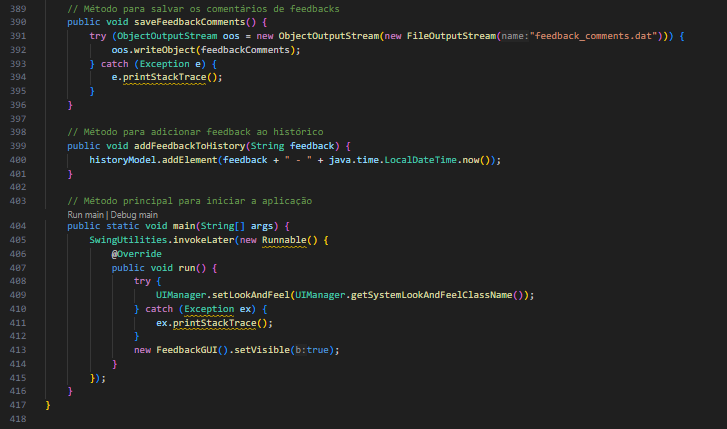 389 // Método para salvar os comentários de feedbacks
390 public void saveFeedbackComments() {
391 try (ObjectOutputStream oos = new ObjectOutputStream(new FileOutputStream(name:"feedback_comments.dat"))) {
392 oos.writeObject(feedbackComments);
393 } catch (Exception e) {
394 e.printStackTrace();
395 }
396 }
397
398 // Método para adicionar feedback ao histórico
399 public void addFeedbackToHistory(String feedback) {
400 historyModel.addElement(feedback + " - " + java.time.LocalDateTime.now());
401 }
402
403 // Método principal para iniciar a aplicação
Run main | Debug main
404 public static void main(String[] args) {
405 SwingUtilities.invokeLater(new Runnable() {
406 @Override
407 public void run() {
408 try {
409 UIManager.setLookAndFeel(UIManager.getSystemLookAndFeelClassName());
410 } catch (Exception ex) {
411 ex.printStackTrace();
412 }
413 new FeedbackGUI().setVisible(b:true);
414 }
415 });
416 }
417 }
418